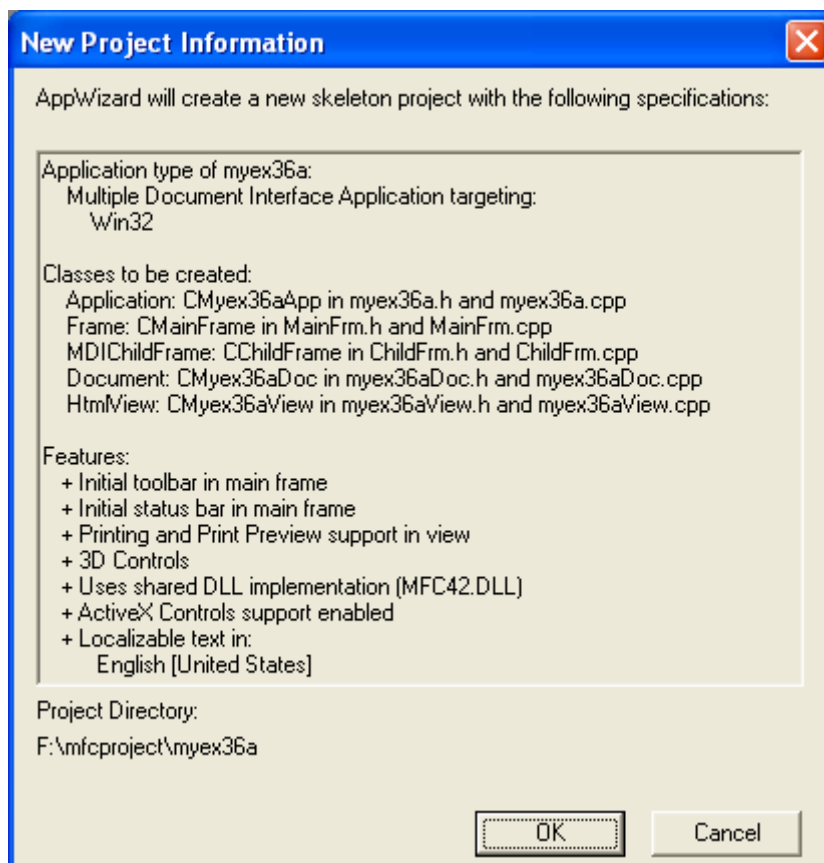 New Project Information
AppWizard will create a new skeleton project with the following specifications:
Application type of myex36a:
Multiple Document Interface Application targeting:
Win32
Classes to be created:
Application: CMyex36aApp in myex36a.h and myex36a.cpp
Frame: CMainFrame in MainFrm.h and MainFrm.cpp
MDIChildFrame: CChildFrame in ChildFrm.h and ChildFrm.cpp
Document: CMyex36aDoc in myex36aDoc.h and myex36aDoc.cpp
HtmlView: CMyex36aView in myex36aView.h and myex36aView.cpp
Features:
+ Initial toolbar in main frame
+ Initial status bar in main frame
+ Printing and Print Preview support in view
+ 3D Controls
+ Uses shared DLL implementation (MFC42.DLL)
+ ActiveX Controls support enabled
+ Localizable text in:
English [United States]
Project Directory:
F:\mfcproject\myex36a
OK Cancel